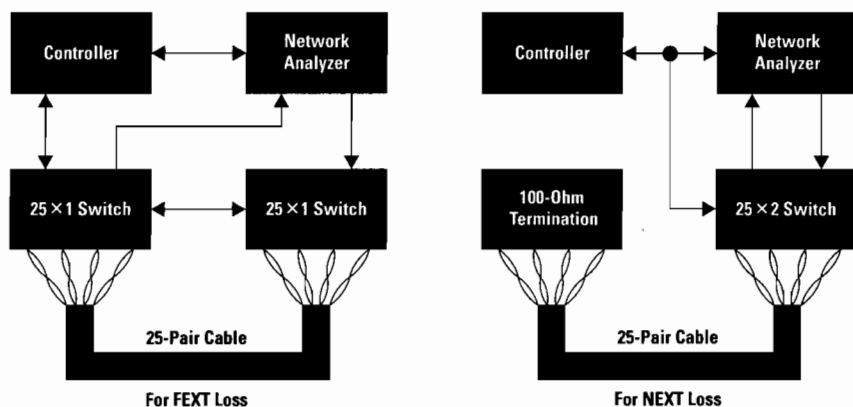 Controller
Network
Analyzer
25 × 1 Switch
25 × 1 Switch
25-Pair Cable
For FEXT Loss
Controller
Network
Analyzer
100-Ohm
Termination
25 × 2 Switch
25-Pair Cable
For NEXT Loss